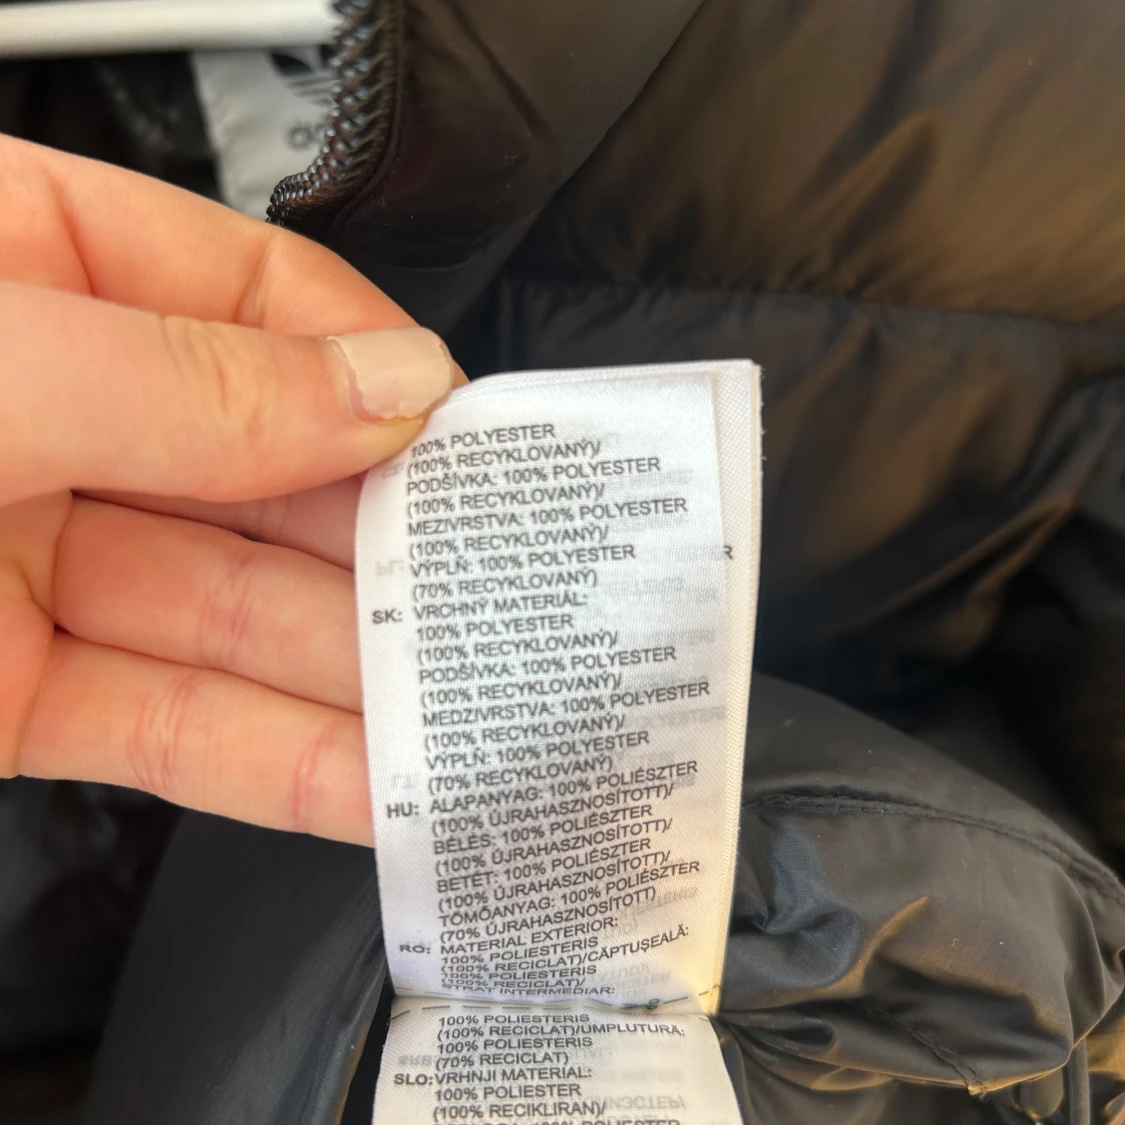 100% POLYESTER
(100% RECYKLOVANÝ)/
PODŠÍVKA: 100% POLYESTER
(100% RECYKLOVANÝ)/
MEZIVRSTVA: 100% POLYESTER
(100% RECYKLOVANÝ)/
VÝPLŇ: 100% POLYESTER
(70% RECYKLOVANÝ)
SK: VRCHNÝ MATERIÁL:
100% POLYESTER
(100% RECYKLOVANÝ)/
PODŠÍVKA: 100% POLYESTER
(100% RECYKLOVANÝ)/
MEDZIVRSTVA: 100% POLYESTER
(100% RECYKLOVANÝ)/
VÝPLŇ: 100% POLYESTER
(70% RECYKLOVANÝ)
HU: ALAPANYAG: 100% POLIÉSZTER
(100% ÚJRAHASZNOSÍTOTT)/
BÉLÉS: 100% POLIÉSZTER
(100% ÚJRAHASZNOSÍTOTT)/
BETÉT: 100% POLIÉSZTER
(100% ÚJRAHASZNOSÍTOTT)/
TÖMŐANYAG: 100% POLIÉSZTER
(70% ÚJRAHASZNOSÍTOTT)
RO: MATERIAL EXTERIOR:
100% POLIESTERIS
(100% RECICLAT)/CĂPTUŞEALĂ:
100% POLIESTERIS
(100% RECICLAT)/
STRAT INTERMEDIAR:
100% POLIESTERIS
(100% RECICLAT)/UMPLUTURĂ:
100% POLIESTERIS
(70% RECICLAT)
SLO: VRHNJI MATERIAL:
100% POLIESTER
(100% RECIKLIRAN)/